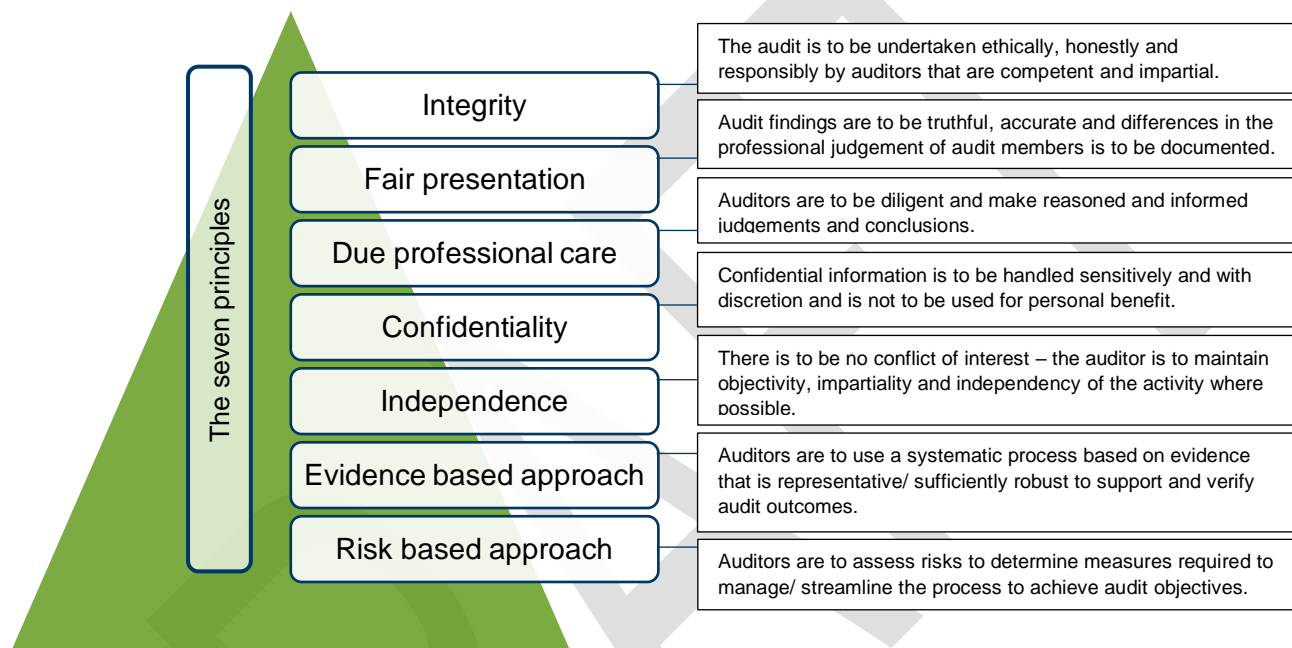 The seven principles
Integrity
The audit is to be undertaken ethically, honestly and
responsibly by auditors that are competent and impartial.
Fair presentation
Audit findings are to be truthful, accurate and differences in the
professional judgement of audit members is to be documented.
Due professional care
Auditors are to be diligent and make reasoned and informed
judgements and conclusions.
Confidentiality
Confidential information is to be handled sensitively and with
discretion and is not to be used for personal benefit.
Independence
There is to be no conflict of interest – the auditor is to maintain
objectivity, impartiality and independency of the activity where
possible.
Evidence based approach
Auditors are to use a systematic process based on evidence
that is representative/ sufficiently robust to support and verify
audit outcomes.
Risk based approach
Auditors are to assess risks to determine measures required to
manage/ streamline the process to achieve audit objectives.